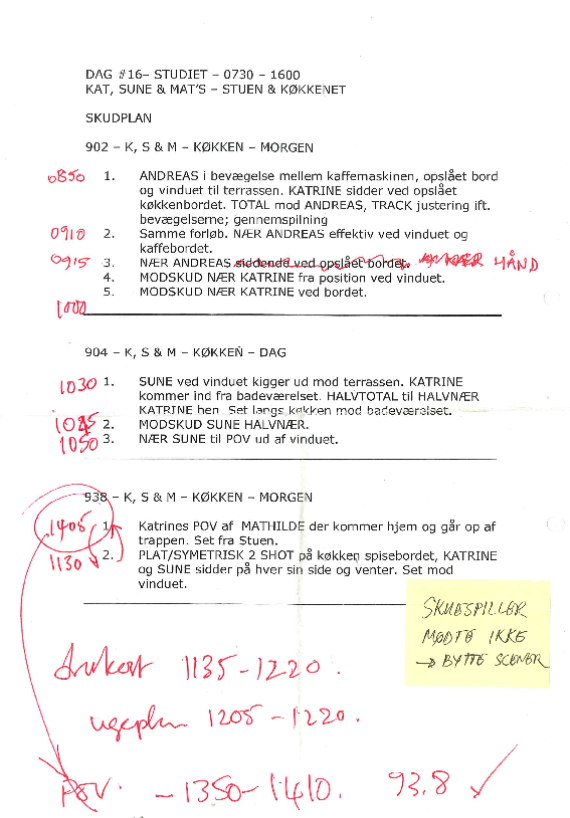 DAG #16– STUDIET – 0730 – 1600
KAT, SUNE & MAT'S – STUEN & KØKKENET
SKUDPLAN
902 – K, S & M – KØKKEN – MORGEN
0850 1. ANDREAS i bevægelse mellem kaffemaskinen, opslået bord
og vinduet til terrassen. KATRINE sidder ved opslået
køkkenbordet. TOTAL mod ANDREAS, TRACK justering ift.
bevægelserne; gennemspilning
0910 2. Samme forløb. NÆR ANDREAS effektiv ved vinduet og
kaffebordet.
0915 3. NÆR ANDREAS siddende ved opslået bordet. HÅND
4. MODSKUD NÆR KATRINE fra position ved vinduet.
5. MODSKUD NÆR KATRINE ved bordet.
1000
904 – K, S & M – KØKKEN – DAG
1030 1. SUNE ved vinduet kigger ud mod terrassen. KATRINE
kommer ind fra badeværelset. HALVTOTAL til HALVNÆR
KATRINE hen. Set langs køkken mod badeværelset.
2. MODSKUD SUNE HALVNÆR.
1050 3. NÆR SUNE til POV ud af vinduet.
938 – K, S & M – KØKKEN – MORGEN
1405 1. Katrines POV af MATHILDE der kommer hjem og går op af
trappen. Set fra Stuen.
1130 2. PLAT/SYMETRISK 2 SHOT på køkken spisebordet, KATRINE
og SUNE sidder på hver sin side og venter. Set mod
vinduet.
SKUESPILLER
MØDTE IKKE
→ BYTTE SCENER
1135–1220.
ugeplan 1205–1220.
POV. –1350–1410. 93.8 ✓